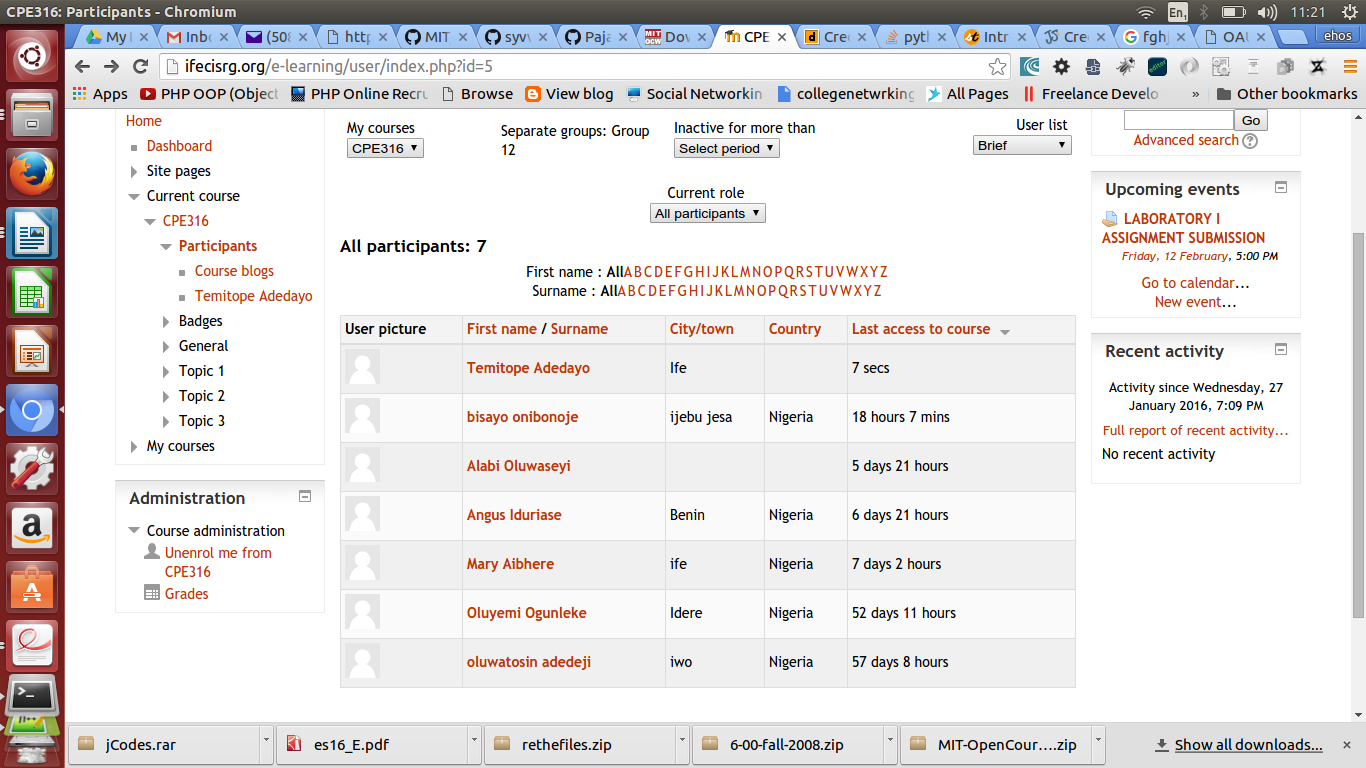 CPE316: Participants - Chromium
En1
11:21
My
Inbo
(508
http
MIT
syv
Paja
Dov
CPE
Cre
pyth
Intr
Cre
fghj
OAU
ehos
ifecisrg.org/e-learning/user/index.php?id=5
Apps
PHP OOP (Object
PHP Online Recru
Browse
View blog
Social Networkin
collegenetwrking
All Pages
Freelance Develo
»
Other bookmarks
Home
Dashboard
Site pages
Current course
CPE316
Participants
Course blogs
Temitope Adedayo
Badges
General
Topic 1
Topic 2
Topic 3
My courses
Administration
Course administration
Unenrol me from
CPE316
Grades
My courses
CPE316
Separate groups: Group
12
Inactive for more than
Select period
User list
Brief
Current role
All participants
All participants: 7
First name : All A B C D E F G H I J K L M N O P Q R S T U V W X Y Z
Surname : All A B C D E F G H I J K L M N O P Q R S T U V W X Y Z
User picture First name / Surname City/town Country Last access to course
Temitope Adedayo Ife 7 secs
bisayo onibonoje ijebu jesa Nigeria 18 hours 7 mins
Alabi Oluwaseyi 5 days 21 hours
Angus Iduriase Benin Nigeria 6 days 21 hours
Mary Aibhere ife Nigeria 7 days 2 hours
Oluyemi Ogunleke Idere Nigeria 52 days 11 hours
oluwatosin adedeji iwo Nigeria 57 days 8 hours
Go
Advanced search
Upcoming events
LABORATORY I
ASSIGNMENT SUBMISSION
Friday, 12 February, 5:00 PM
Go to calendar...
New event...
Recent activity
Activity since Wednesday, 27
January 2016, 7:09 PM
Full report of recent activity...
No recent activity
jCodes.rar
es16_E.pdf
rethefiles.zip
6-00-fall-2008.zip
MIT-OpenCour....zip
Show all downloads...